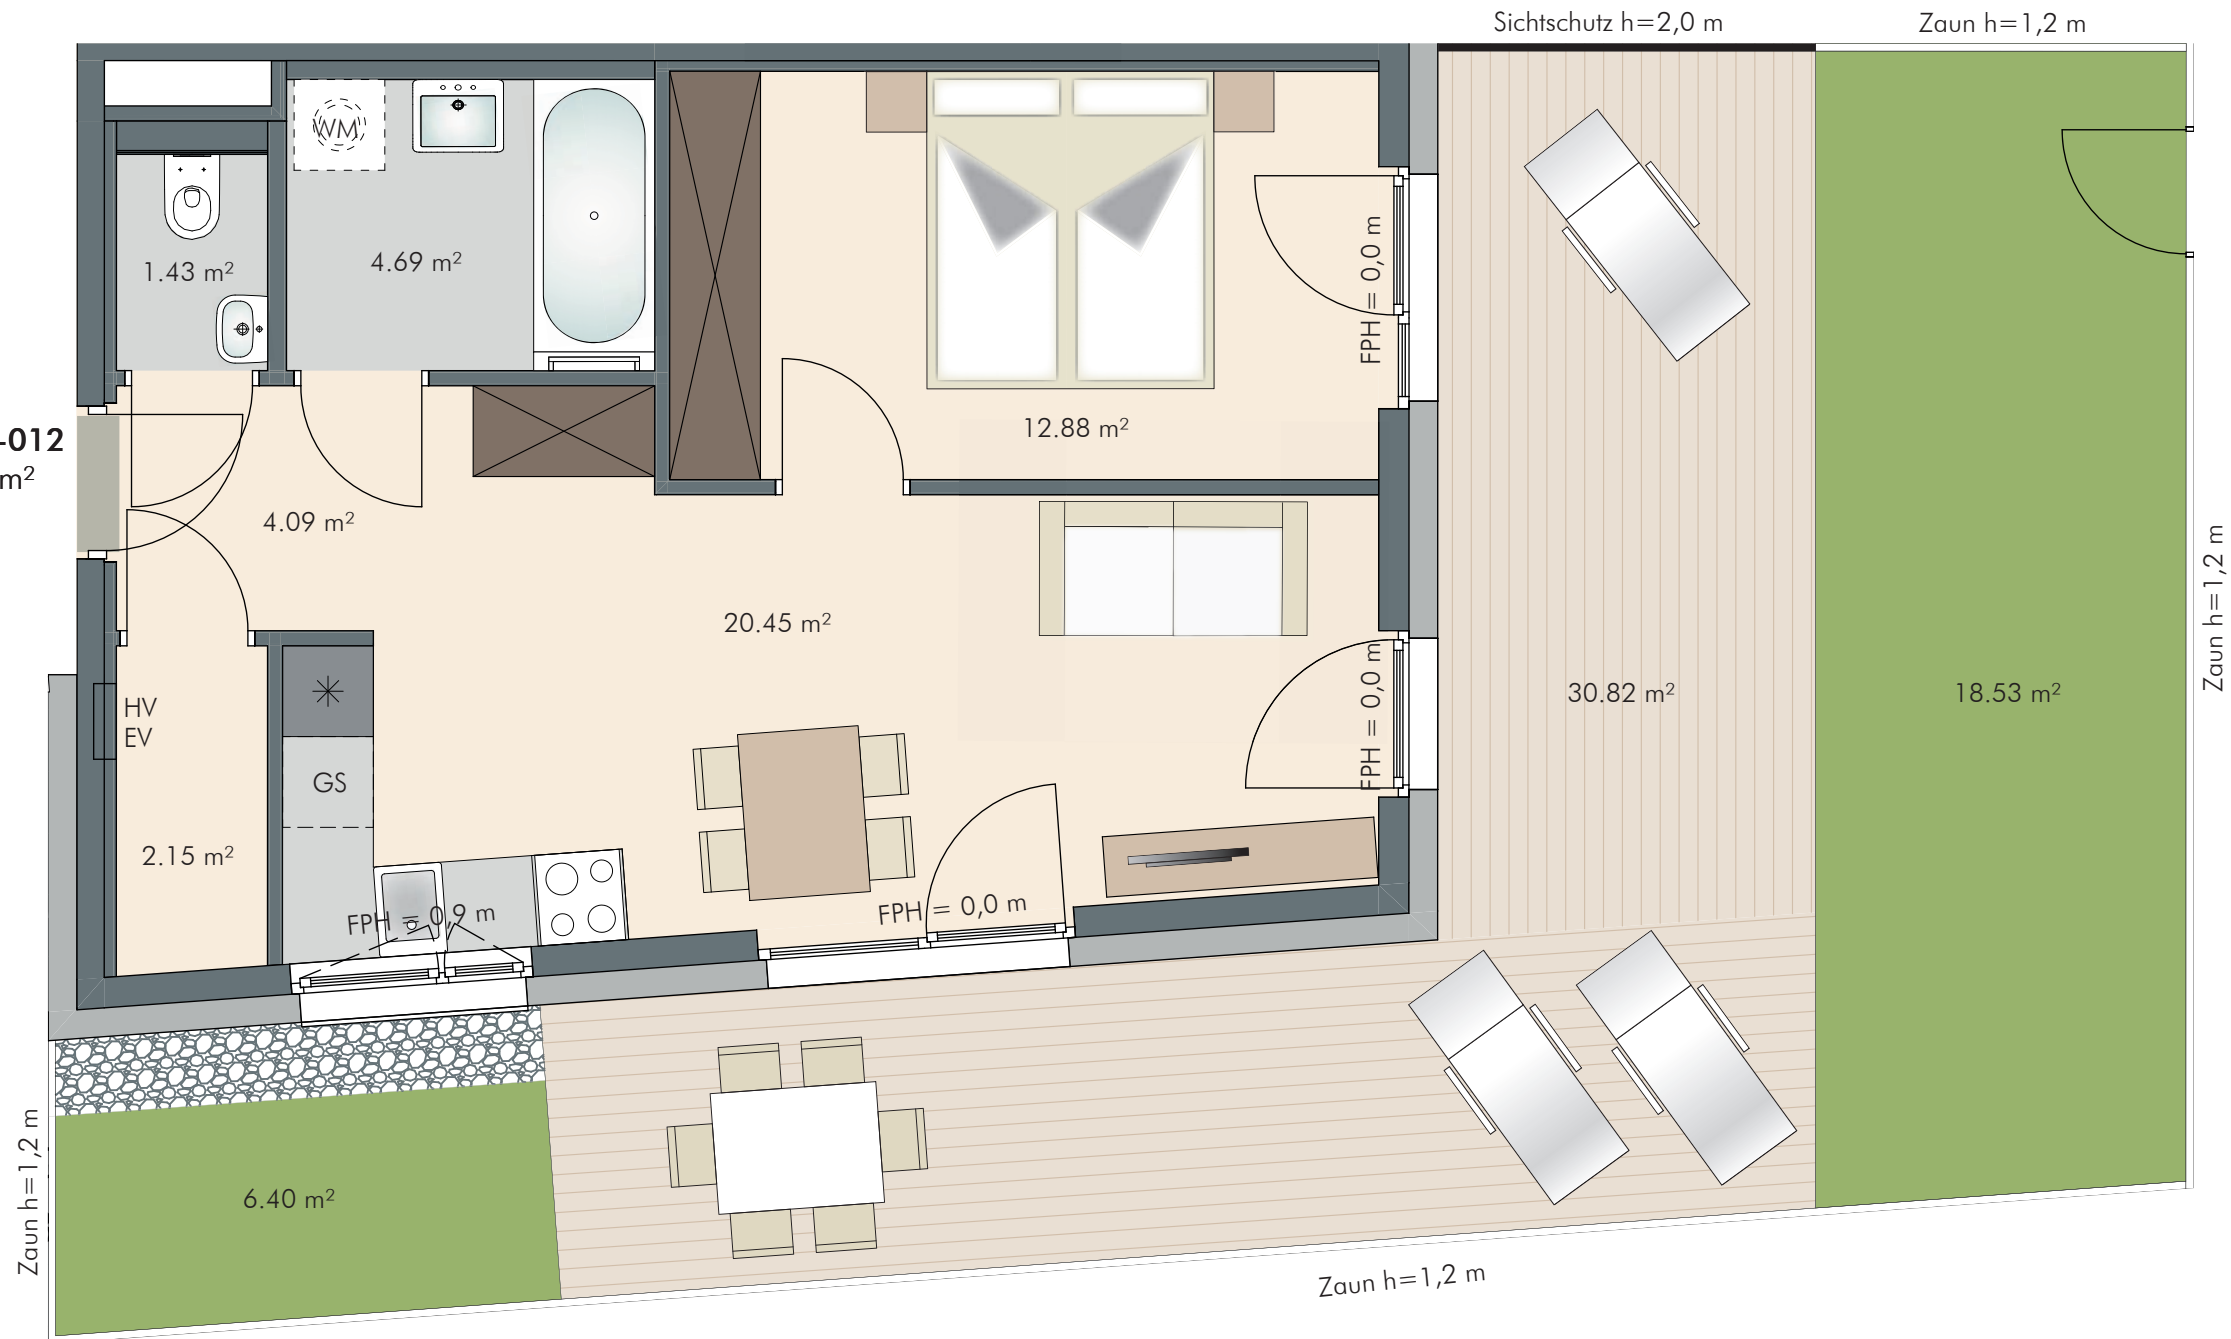 Sichtschutz h=2,0 m
Zaun h=1,2 m
WM
1.43 m²
4.69 m²
FPH = 0,0 m
12.88 m²
-012
m²
4.09 m²
20.45 m²
Zaun h=1,2 m
FPH = 0,0 m
30.82 m²
18.53 m²
HV
EV
GS
2.15 m²
FPH = 0,9 m
FPH = 0,0 m
Zaun h=1,2 m
6.40 m²
Zaun h=1,2 m